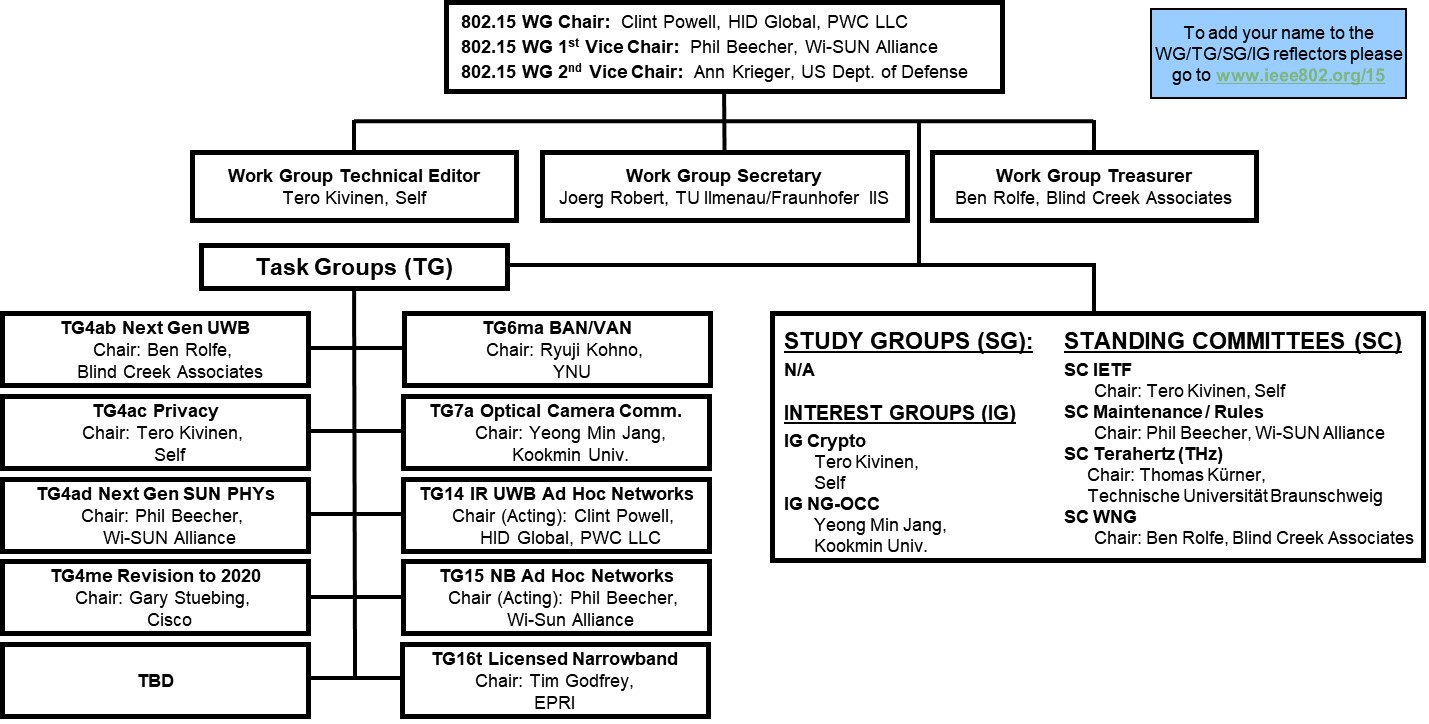 802.15 WG Chair: Clint Powell, HID Global, PWC LLC
802.15 WG 1st Vice Chair: Phil Beecher, Wi-SUN Alliance
802.15 WG 2nd Vice Chair: Ann Krieger, US Dept. of Defense
To add your name to the
WG/TG/SG/IG reflectors please
go to www.ieee802.org/15
Work Group Technical Editor
Tero Kivinen, Self
Work Group Secretary
Joerg Robert, TU Ilmenau/Fraunhofer IIS
Work Group Treasurer
Ben Rolfe, Blind Creek Associates
Task Groups (TG)
TG4ab Next Gen UWB
Chair: Ben Rolfe,
Blind Creek Associates
TG4ac Privacy
Chair: Tero Kivinen,
Self
TG4ad Next Gen SUN PHYs
Chair: Phil Beecher,
Wi-SUN Alliance
TG4me Revision to 2020
Chair: Gary Stuebing,
Cisco
TBD
TG6ma BAN/VAN
Chair: Ryuji Kohno,
YNU
TG7a Optical Camera Comm.
Chair: Yeong Min Jang,
Kookmin Univ.
TG14 IR UWB Ad Hoc Networks
Chair (Acting): Clint Powell,
HID Global, PWC LLC
TG15 NB Ad Hoc Networks
Chair (Acting): Phil Beecher,
Wi-Sun Alliance
TG16t Licensed Narrowband
Chair: Tim Godfrey,
EPRI
STUDY GROUPS (SG):
N/A
INTEREST GROUPS (IG)
IG Crypto
Tero Kivinen,
Self
IG NG-OCC
Yeong Min Jang,
Kookmin Univ.
STANDING COMMITTEES (SC)
SC IETF
Chair: Tero Kivinen, Self
SC Maintenance / Rules
Chair: Phil Beecher, Wi-SUN Alliance
SC Terahertz (THz)
Chair: Thomas Kürner,
Technische Universität Braunschweig
SC WNG
Chair: Ben Rolfe, Blind Creek Associates